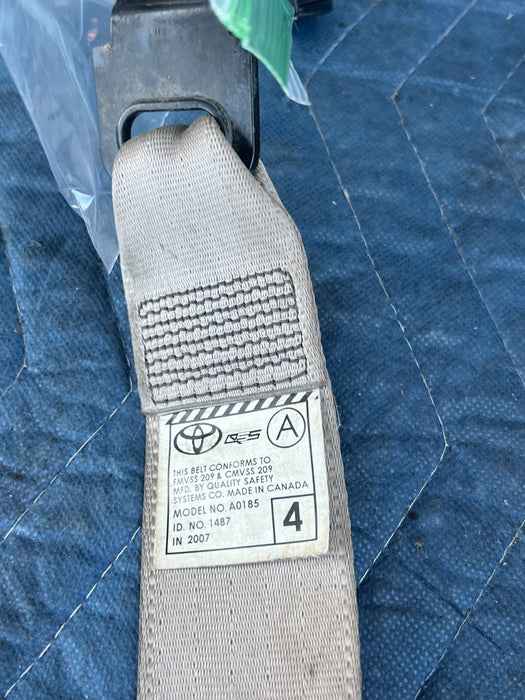 QSS A
THIS BELT CONFORMS TO
FMVSS 209 & CMVSS 209
MFD. BY QUALITY SAFETY
SYSTEMS CO. MADE IN CANADA
MODEL NO. A0185
ID. NO. 1487
IN 2007
4